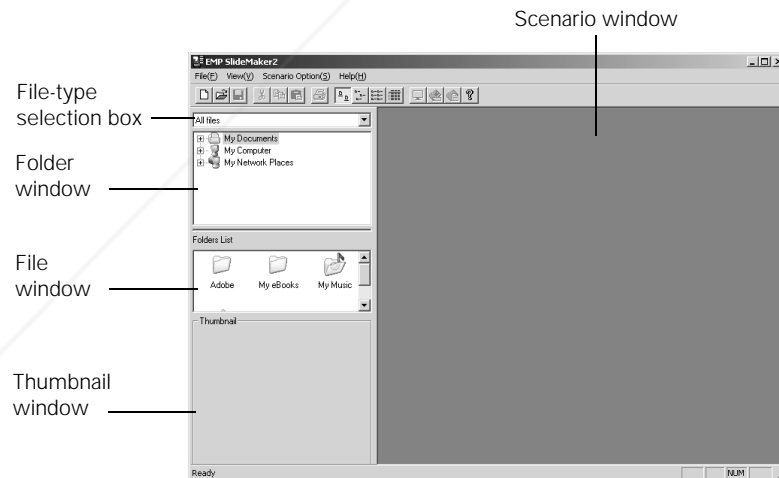 Scenario window
EMP SlideMaker2
File(F) View(V) Scenario Option(S) Help(H)
File-type
selection box
All files
My Documents
My Computer
My Network Places
Folder
window
Folders List
File
window
Adobe My eBooks My Music
Thumbnail
Thumbnail
window
Ready NUM